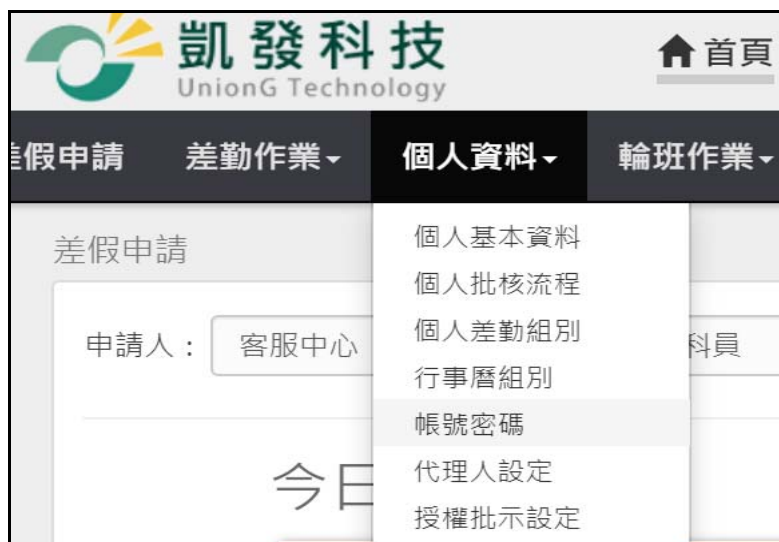 凱發科技
UnionG Technology
首頁
假申請 差勤作業 個人資料 輪班作業
差假申請
個人基本資料
個人批核流程
申請人： 客服中心 個人差勤組別 科員
行事曆組別
帳號密碼
今日
代理人設定
授權批示設定